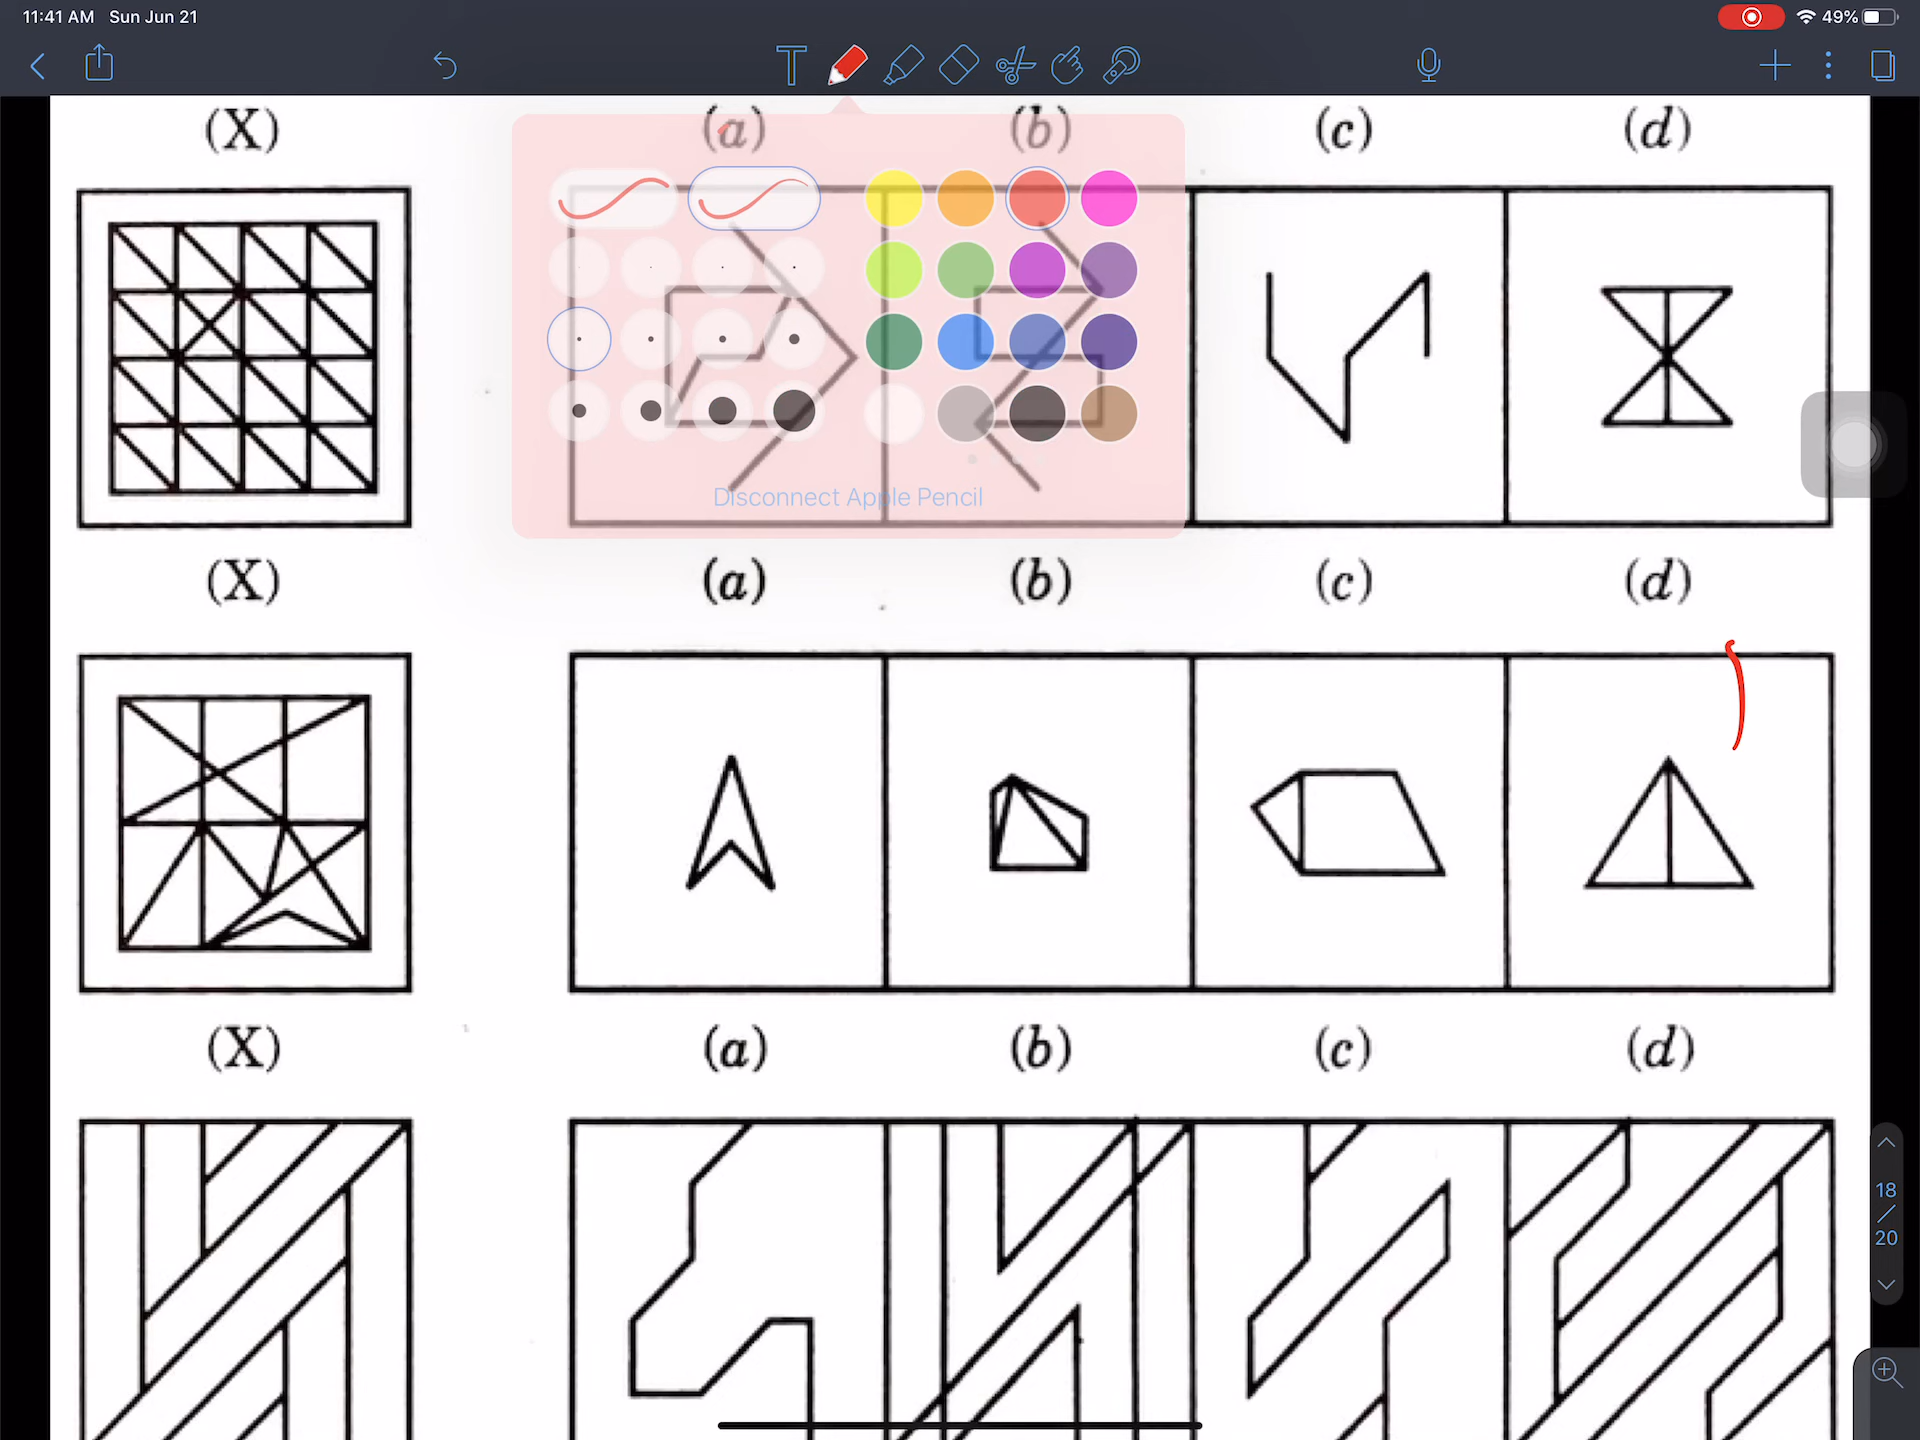 11:41 AM Sun Jun 21
49%
T
(X) (a) (b) (c) (d)
Disconnect Apple Pencil
(X) (a) (b) (c) (d)
(X) (a) (b) (c) (d)
18
/
20